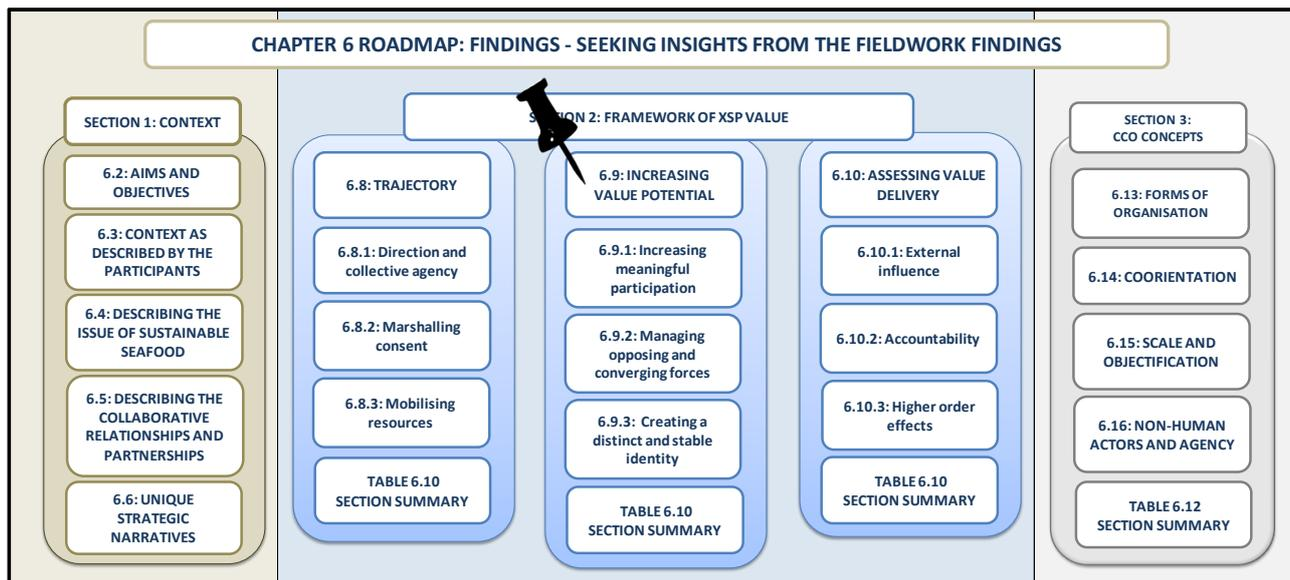 CHAPTER 6 ROADMAP: FINDINGS - SEEKING INSIGHTS FROM THE FIELDWORK FINDINGS
SECTION 1: CONTEXT
6.2: AIMS AND
OBJECTIVES
6.3: CONTEXT AS
DESCRIBED BY THE
PARTICIPANTS
6.4: DESCRIBING THE
ISSUE OF SUSTAINABLE
SEAFOOD
6.5: DESCRIBING THE
COLLABORATIVE
RELATIONSHIPS AND
PARTNERSHIPS
6.6: UNIQUE
STRATEGIC
NARRATIVES
SECTION 2: FRAMEWORK OF XSP VALUE
6.8: TRAJECTORY
6.8.1: Direction and
collective agency
6.8.2: Marshalling
consent
6.8.3: Mobilising
resources
TABLE 6.10
SECTION SUMMARY
6.9: INCREASING
VALUE POTENTIAL
6.9.1: Increasing
meaningful
participation
6.9.2: Managing
opposing and
converging forces
6.9.3: Creating a
distinct and stable
identity
TABLE 6.10
SECTION SUMMARY
6.10: ASSESSING VALUE
DELIVERY
6.10.1: External
influence
6.10.2: Accountability
6.10.3: Higher order
effects
TABLE 6.10
SECTION SUMMARY
SECTION 3:
CCO CONCEPTS
6.13: FORMS OF
ORGANISATION
6.14: COORIENTATION
6.15: SCALE AND
OBJECTIFICATION
6.16: NON-HUMAN
ACTORS AND AGENCY
TABLE 6.12
SECTION SUMMARY